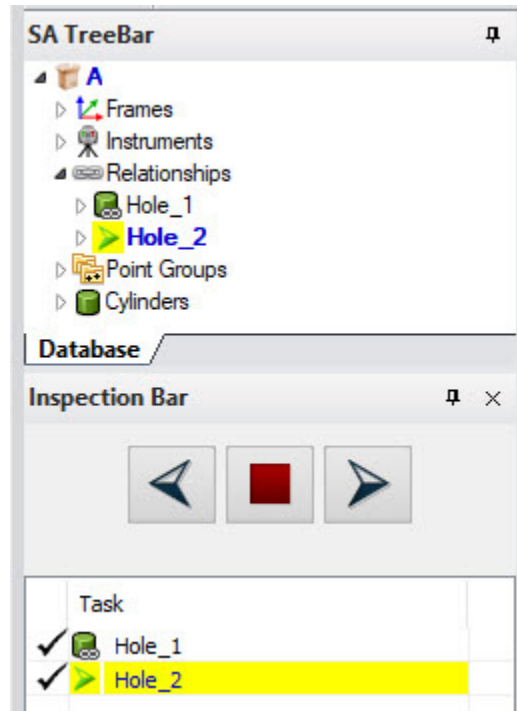 SA TreeBar
A
Frames
Instruments
Relationships
Hole_1
Hole_2
Point Groups
Cylinders
Database
Inspection Bar
Task
Hole_1
Hole_2